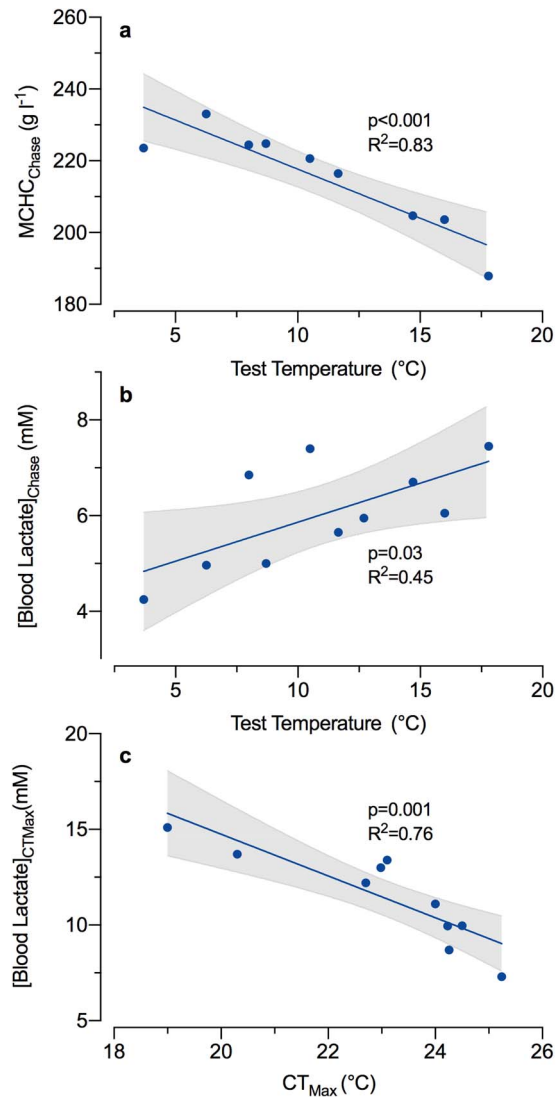 a
260
240
220
200
180
MCHC_Chase (g l⁻¹)
p<0.001
R²=0.83
5
10
15
20
Test Temperature (°C)
b
8
6
4
[Blood Lactate]_Chase (mM)
p=0.03
R²=0.45
5
10
15
20
Test Temperature (°C)
c
20
15
10
5
[Blood Lactate]_CTMax(mM)
p=0.001
R²=0.76
18
20
22
24
26
CT_Max (°C)